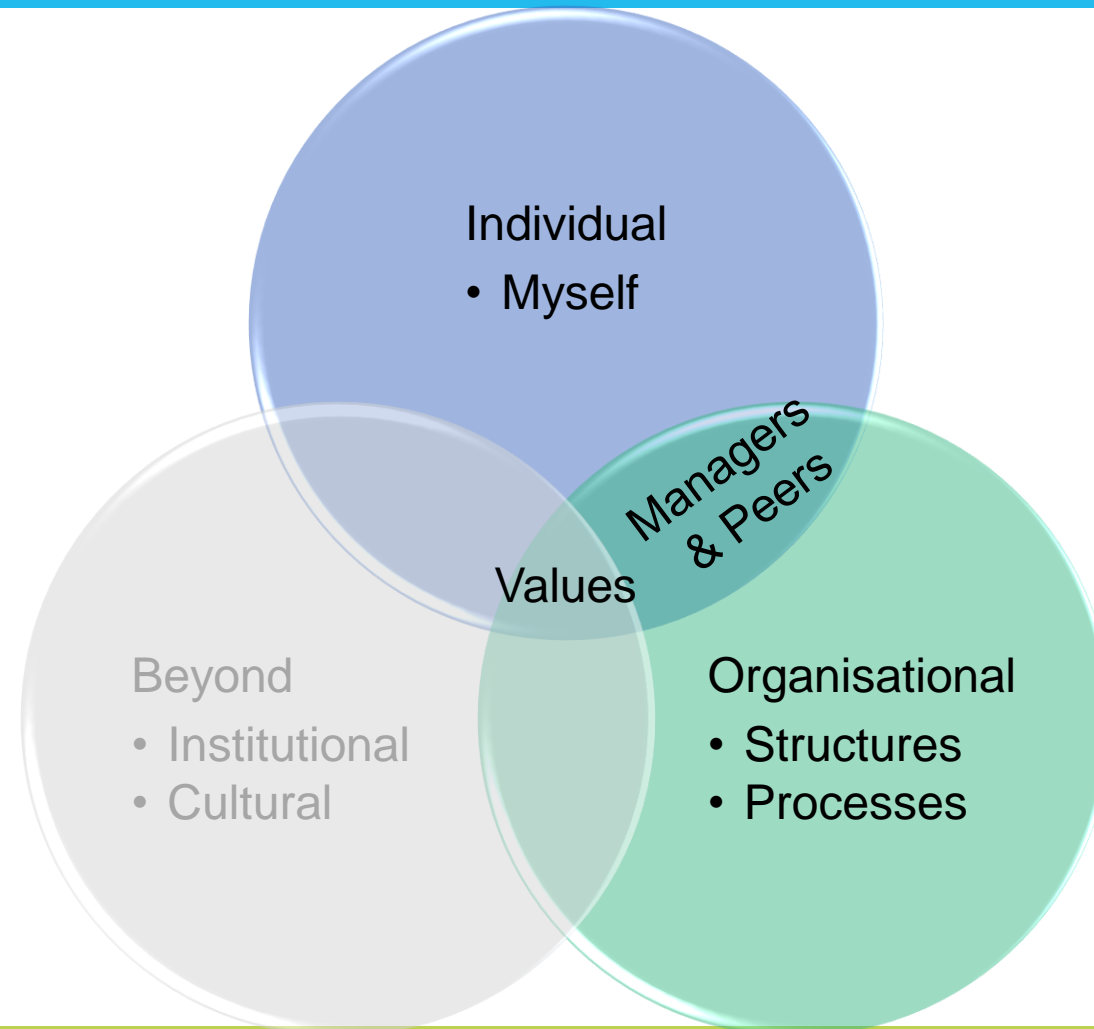 Individual
• Myself
Managers
& Peers
Values
Beyond
• Institutional
• Cultural
Organisational
• Structures
• Processes